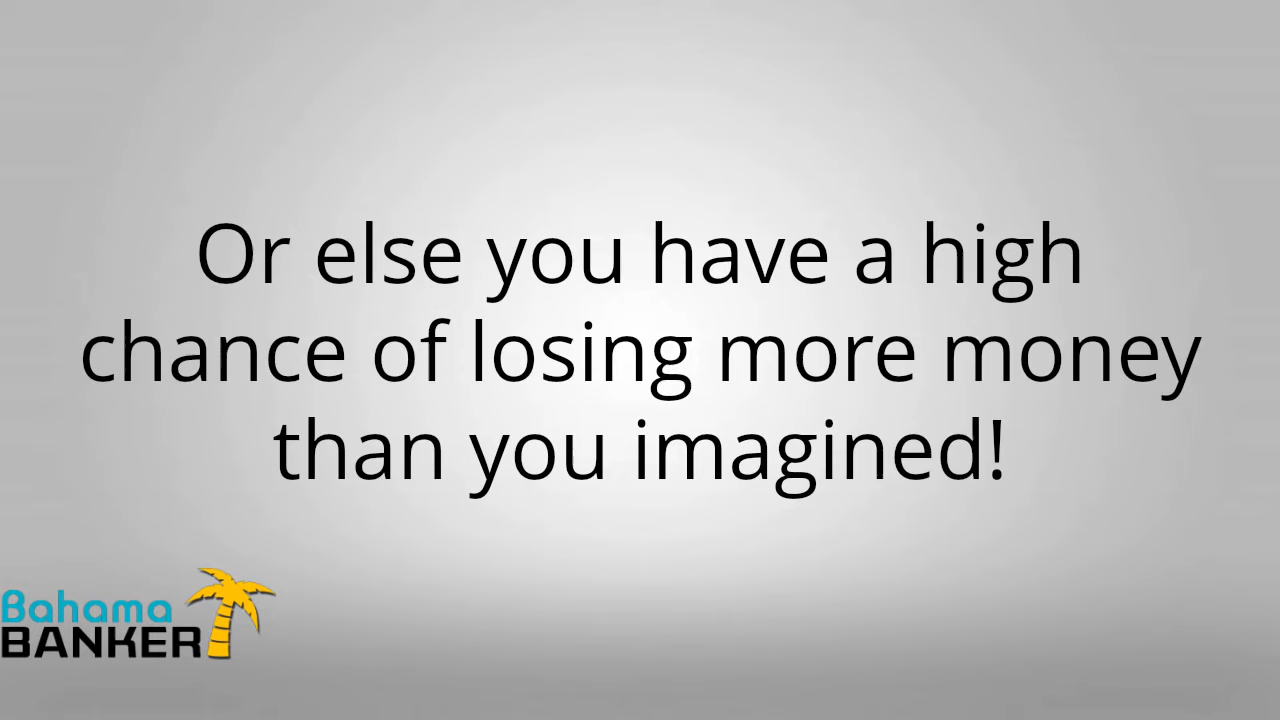 Or else you have a high
chance of losing more money
than you imagined!
Bahama
BANKER